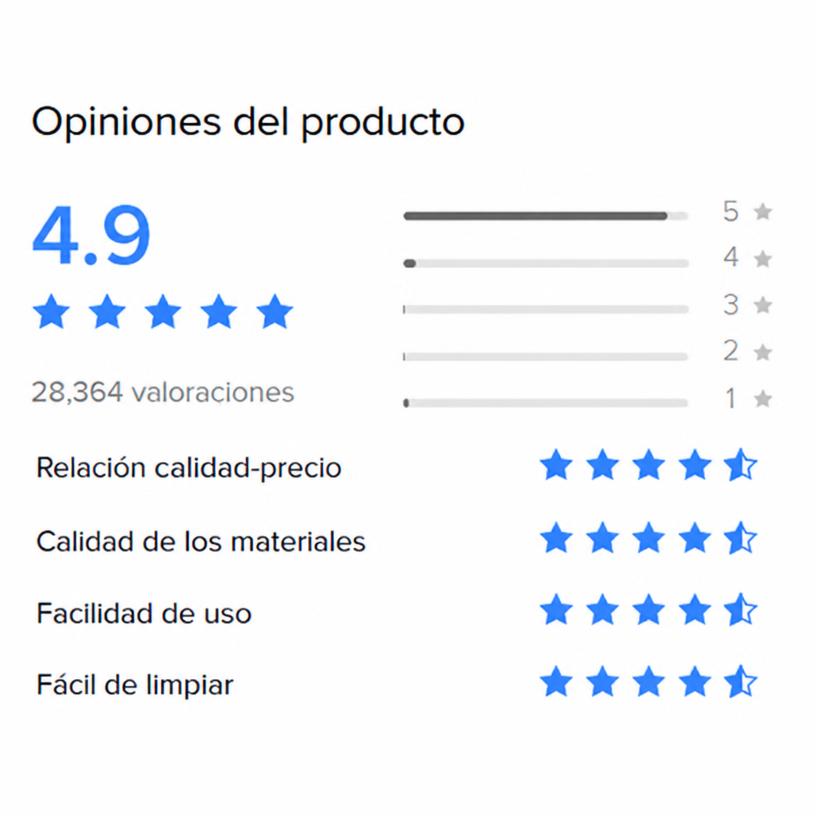 Opiniones del producto
4.9
28,364 valoraciones
5
4
3
2
1
Relación calidad-precio
Calidad de los materiales
Facilidad de uso
Fácil de limpiar